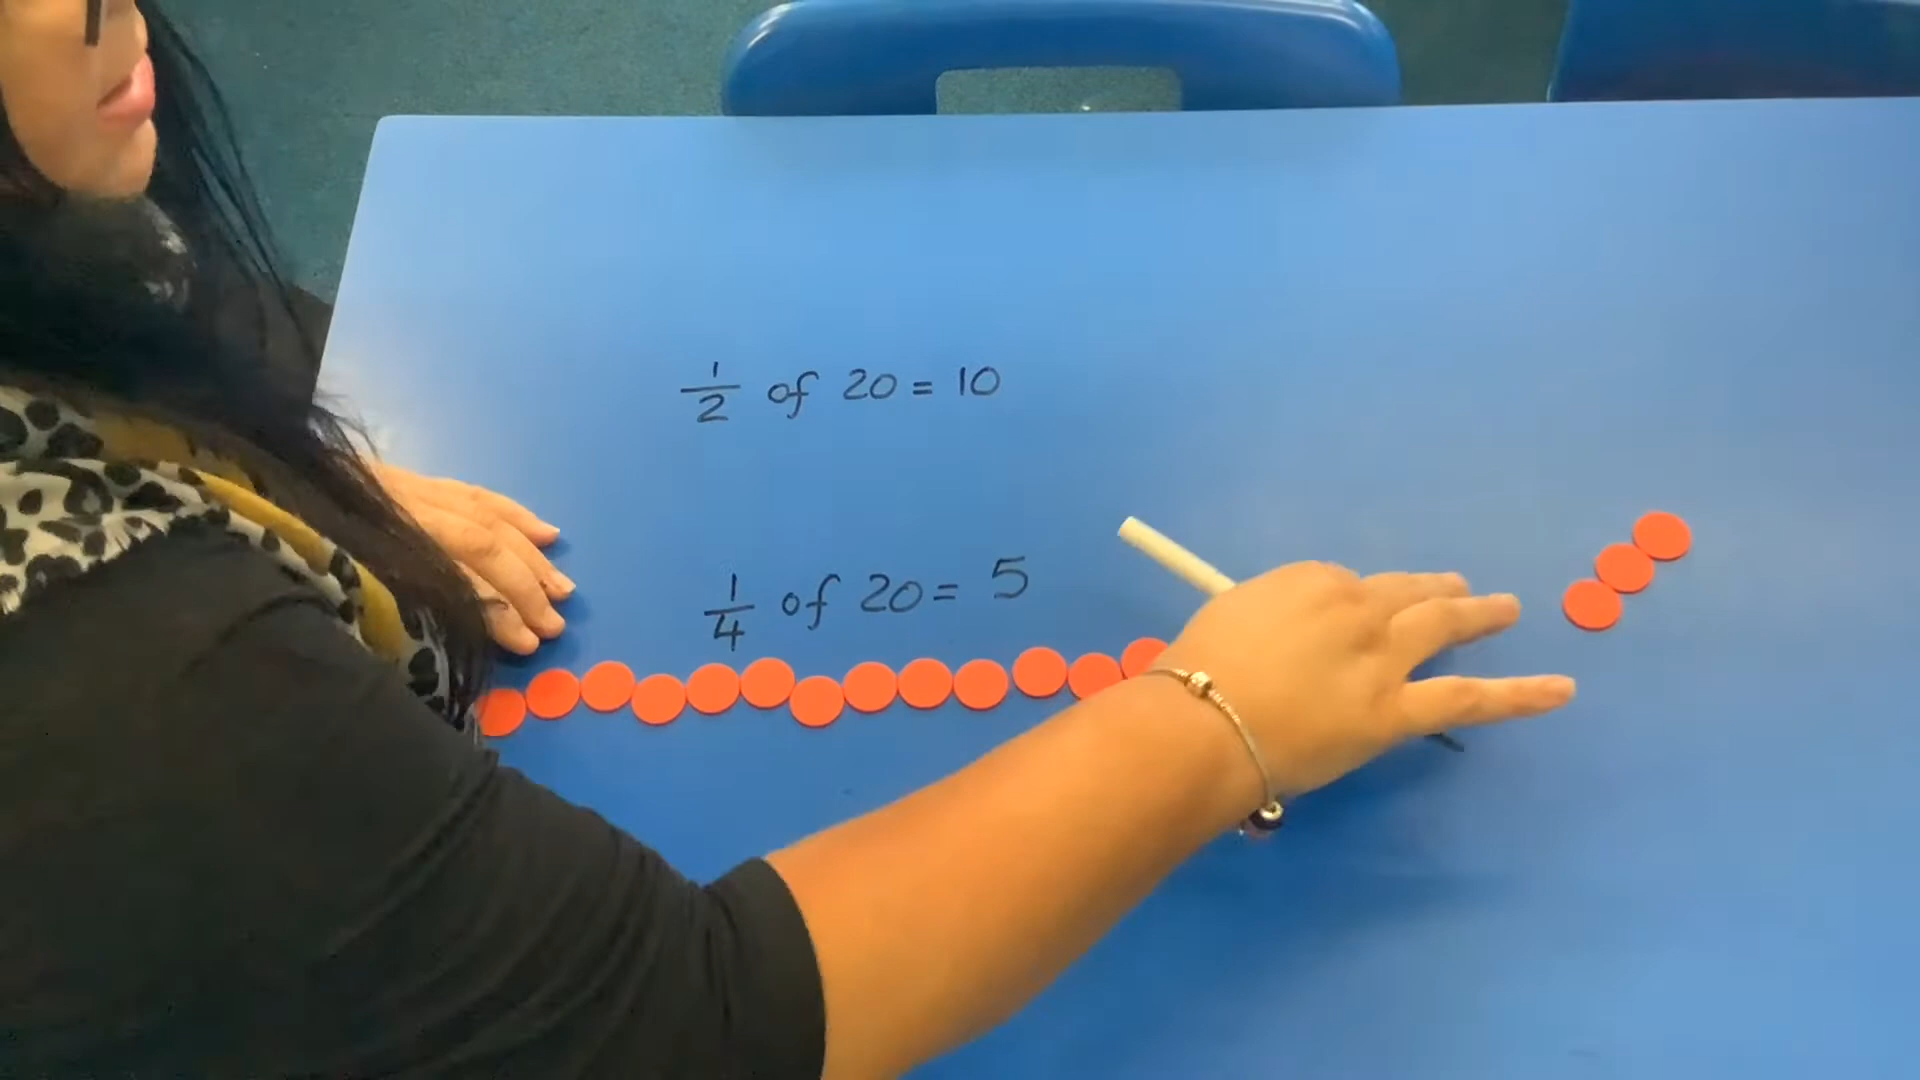 1/2 of 20 = 10
1/4 of 20 = 5